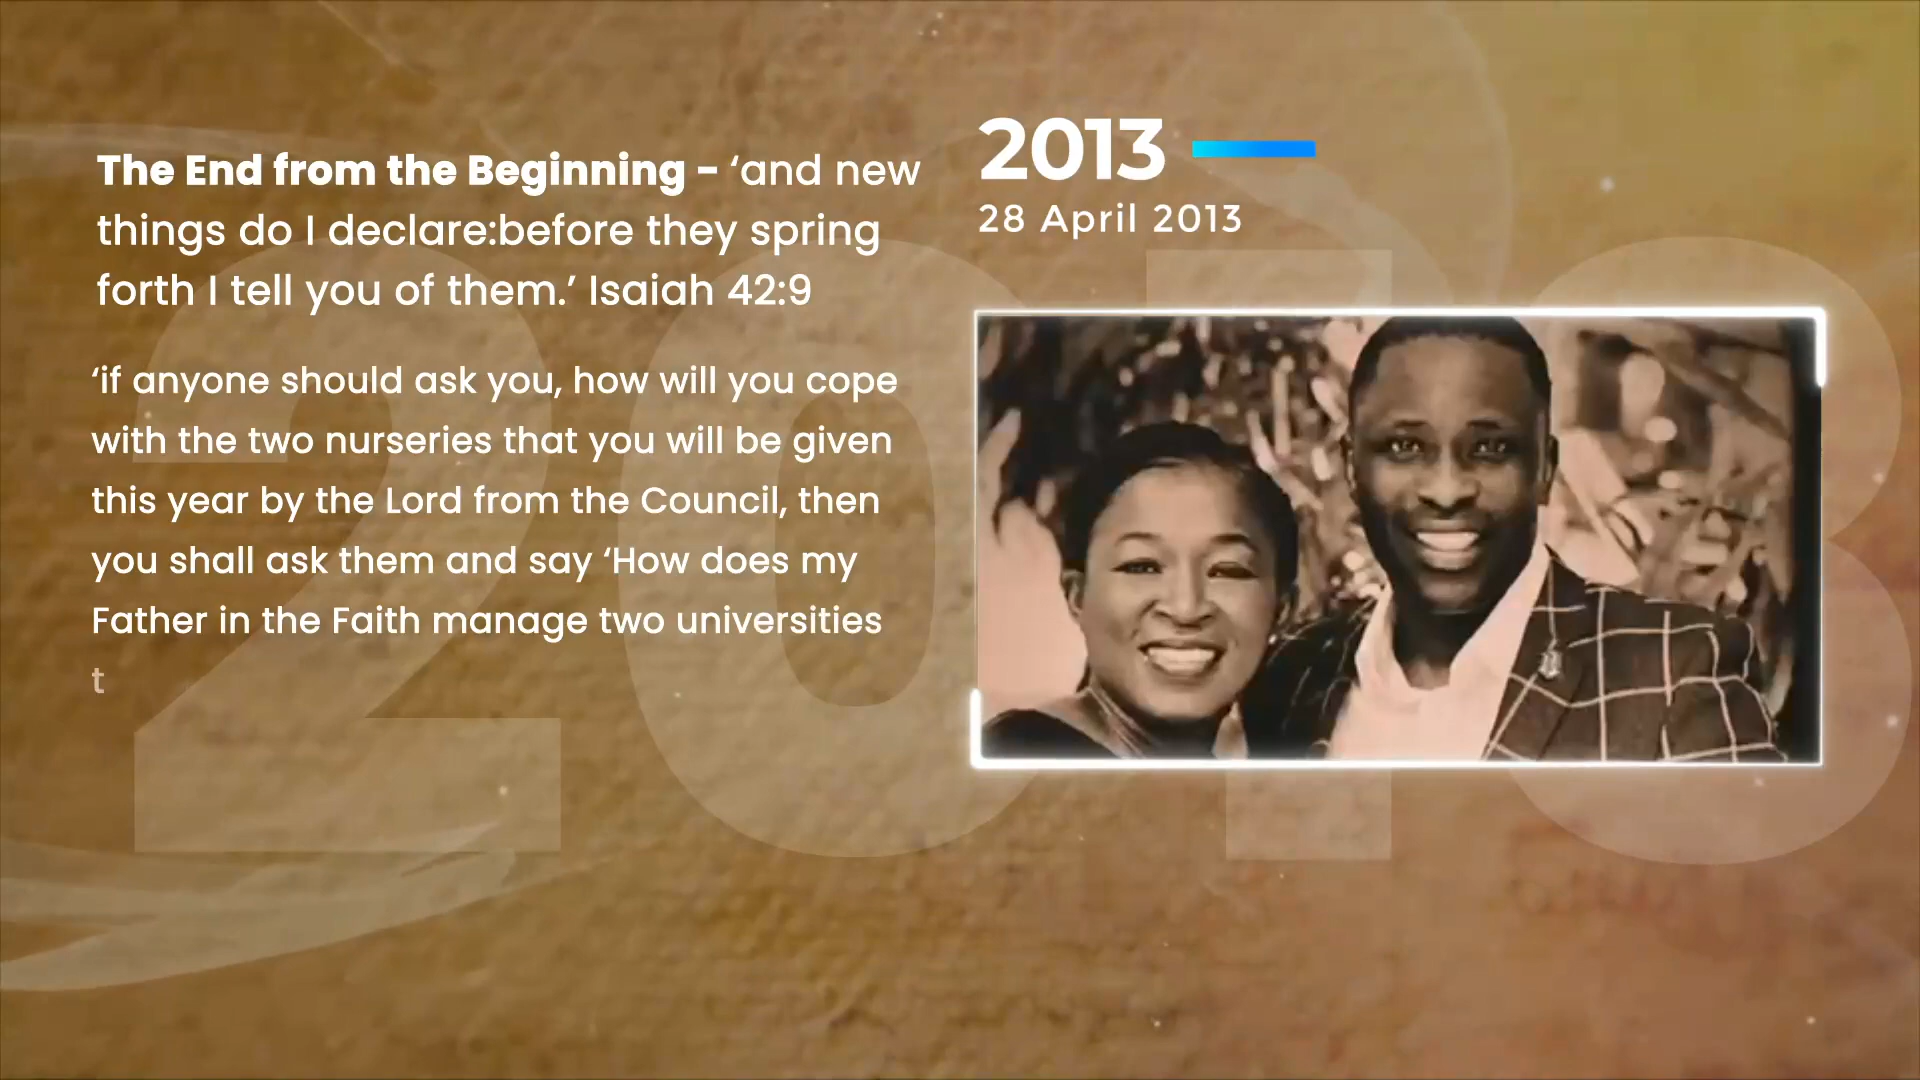 The End from the Beginning - ‘and new
things do I declare:before they spring
forth I tell you of them.’ Isaiah 42:9
‘if anyone should ask you, how will you cope
with the two nurseries that you will be given
this year by the Lord from the Council, then
you shall ask them and say ‘How does my
Father in the Faith manage two universities
t
2013
28 April 2013
2013